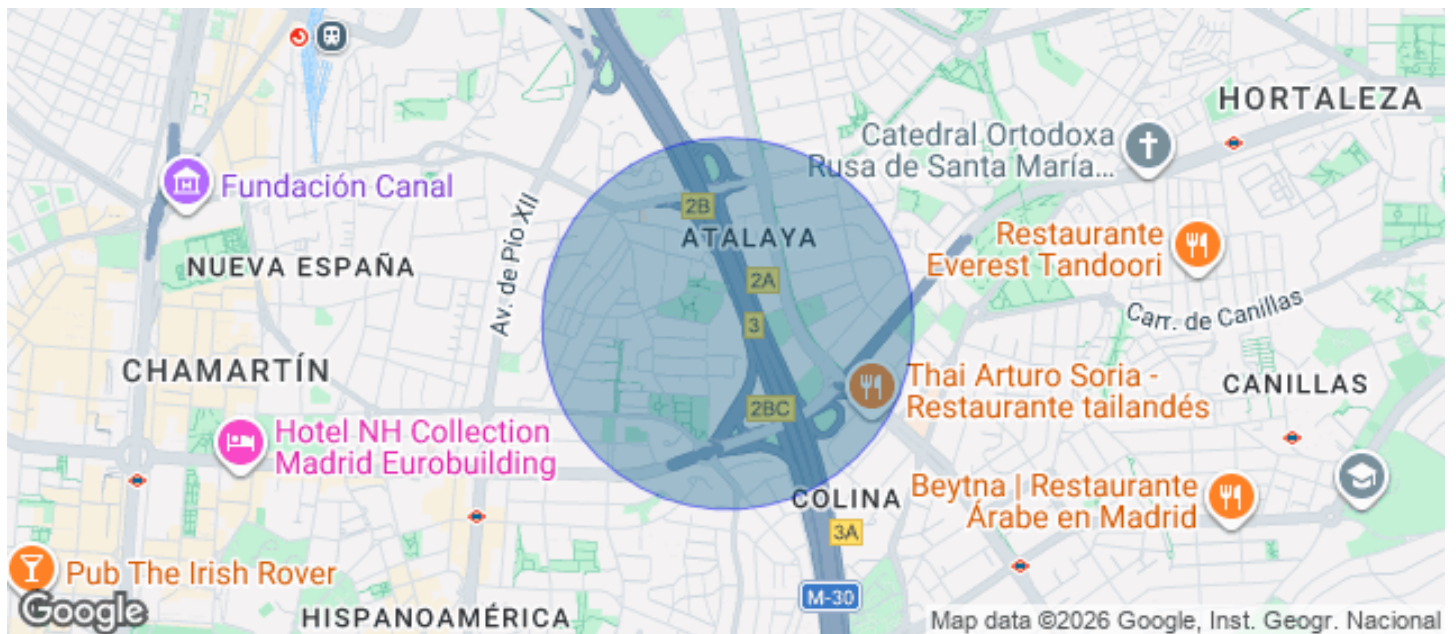 HORTALEZA
Catedral Ortodoxa
Rusa de Santa María...
Fundación Canal
2B
ATALAYA
Restaurante
Everest Tandoori
NUEVA ESPAÑA
Av. de Pío XII
2A
Carr. de Canillas
3
CHAMARTÍN
Thai Arturo Soria -
Restaurante tailandés
CANILLAS
2BC
Hotel NH Collection
Madrid Eurobuilding
COLINA
Beytna | Restaurante
Árabe en Madrid
3A
Pub The Irish Rover
M-30
Google
HISPANOAMÉRICA
Map data ©2026 Google, Inst. Geogr. Nacional